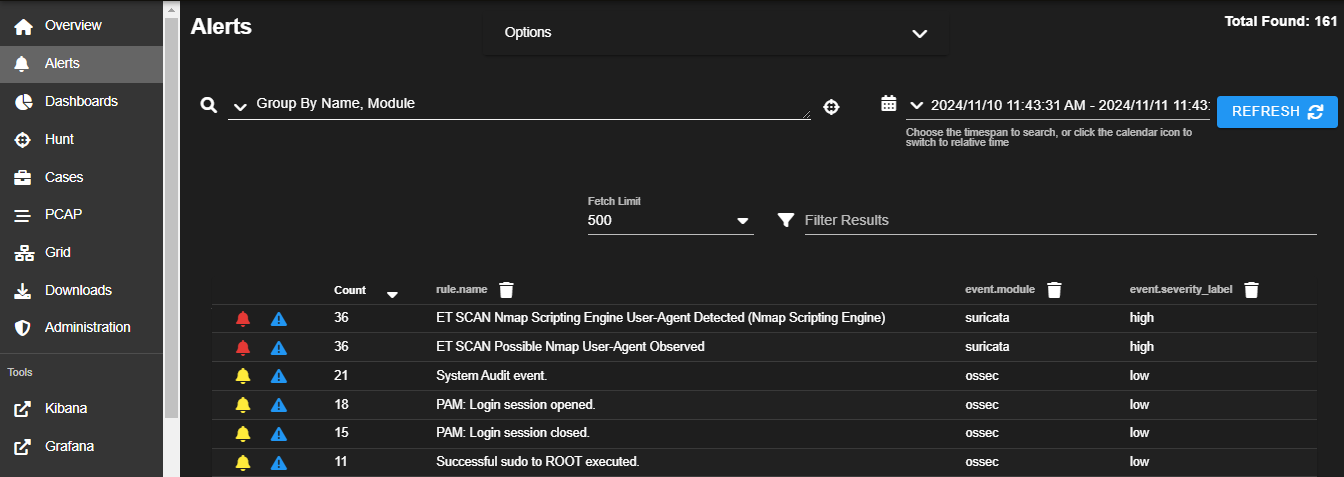 Overview
Alerts
Dashboards
Hunt
Cases
PCAP
Grid
Downloads
Administration
Tools
Kibana
Grafana
Alerts
Options
Total Found: 161
Group By Name, Module
2024/11/10 11:43:31 AM - 2024/11/11 11:43:
REFRESH
Choose the timespan to search, or click the calendar icon to
switch to relative time
Fetch Limit
500
Filter Results
Count rule.name event.module event.severity_label
36 ET SCAN Nmap Scripting Engine User-Agent Detected (Nmap Scripting Engine) suricata high
36 ET SCAN Possible Nmap User-Agent Observed suricata high
21 System Audit event. ossec low
18 PAM: Login session opened. ossec low
15 PAM: Login session closed. ossec low
11 Successful sudo to ROOT executed. ossec low